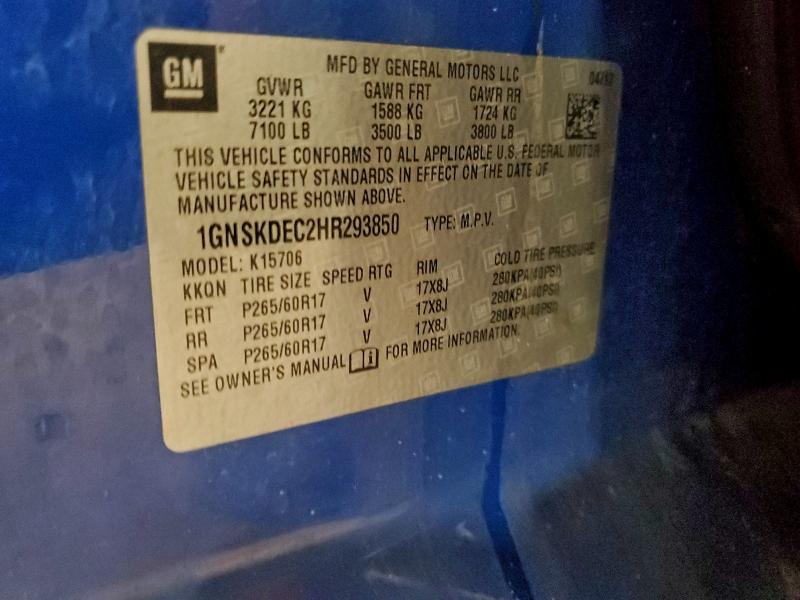 GM
MFD BY GENERAL MOTORS LLC 04/17
GVWR GAWR FRT GAWR RR
3221 KG 1588 KG 1724 KG
7100 LB 3500 LB 3800 LB
THIS VEHICLE CONFORMS TO ALL APPLICABLE U.S. FEDERAL MOTOR
VEHICLE SAFETY STANDARDS IN EFFECT ON THE DATE OF
MANUFACTURE SHOWN ABOVE.
1GNSKDEC2HR293850 TYPE: M.P.V.
MODEL: K15706
KKQN TIRE SIZE SPEED RTG RIM COLD TIRE PRESSURE
FRT P265/60R17 V 17X8J 280KPA(40PSI)
RR P265/60R17 V 17X8J 280KPA(40PSI)
SPA P265/60R17 V 17X8J 280KPA(40PSI)
SEE OWNER'S MANUAL FOR MORE INFORMATION.